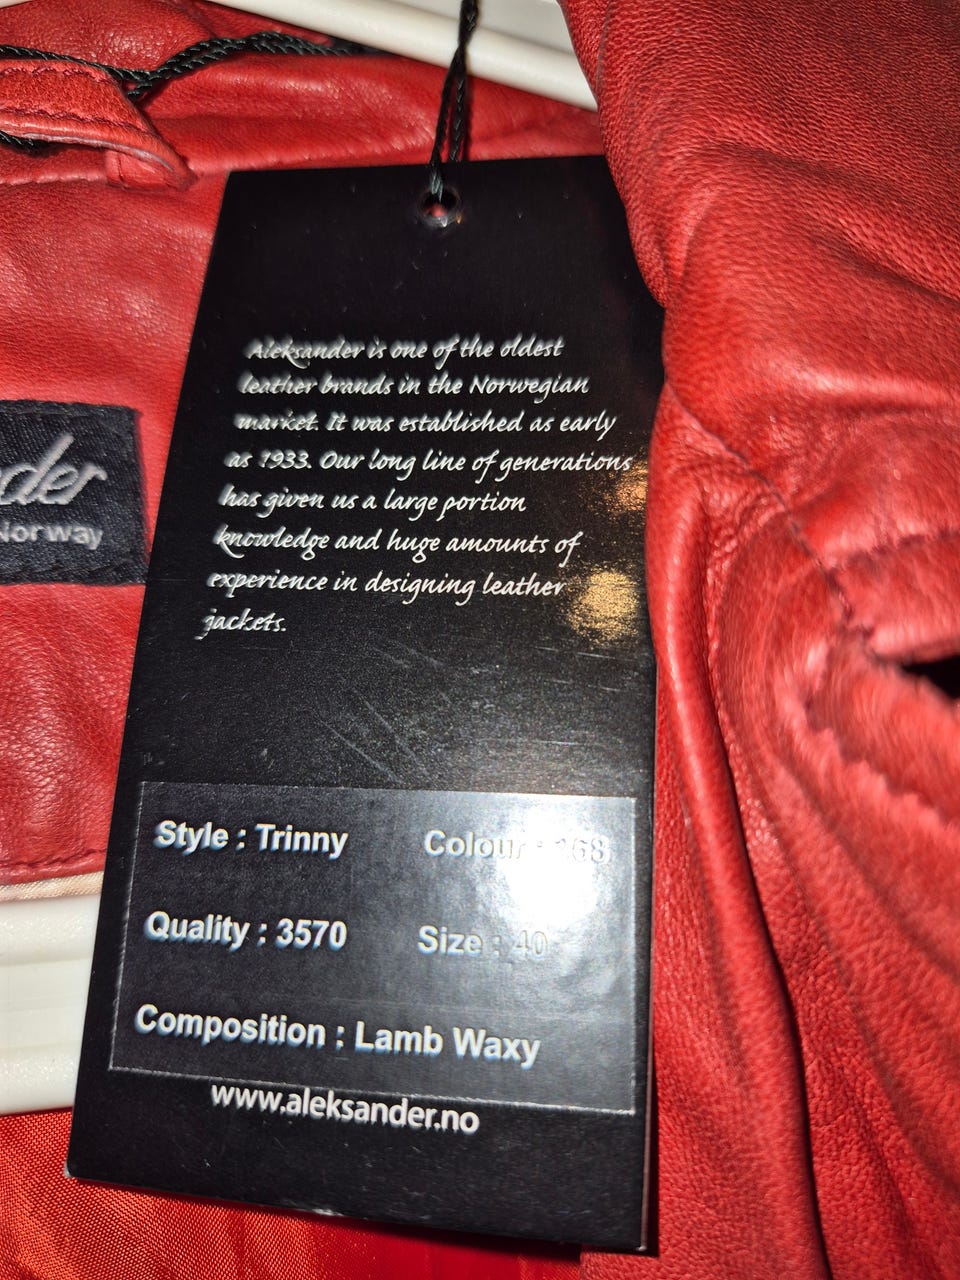 Aleksander is one of the oldest
leather brands in the Norwegian
market. It was established as early
as 1933. Our long line of generations
has given us a large portion
knowledge and huge amounts of
experience in designing leather
jackets.
Style : Trinny
Colour :
Quality : 3570
Size : 40
Composition : Lamb Waxy
www.aleksander.no
Norway